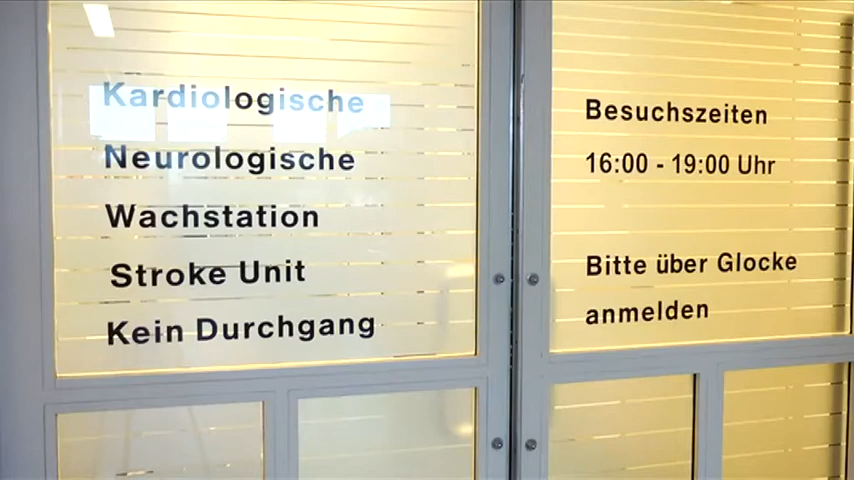 Kardiologische
Neurologische
Wachstation
Stroke Unit
Kein Durchgang
Besuchszeiten
16:00 - 19:00 Uhr
Bitte über Glocke
anmelden